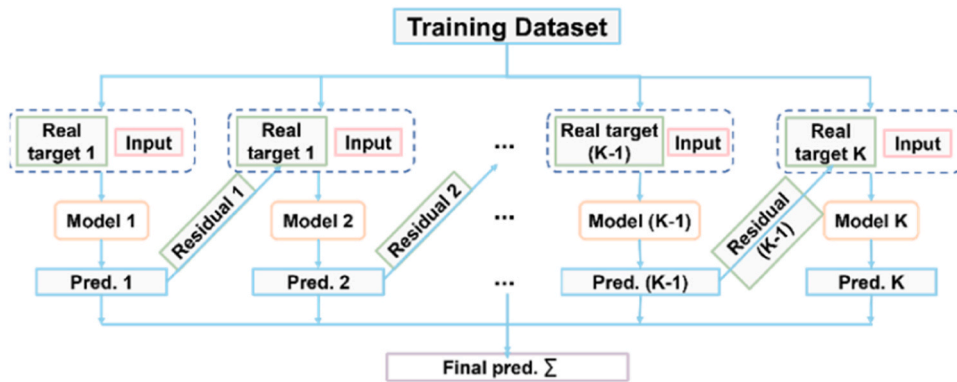 Training Dataset
Real
target 1
Input
Real
target 1
Input
...
Real target
(K-1)
Input
Real
target K
Input
Residual 1
Residual 2
Residual
(K-1)
Model 1
Model 2
...
Model (K-1)
Model K
Pred. 1
Pred. 2
...
Pred. (K-1)
Pred. K
Final pred. ∑